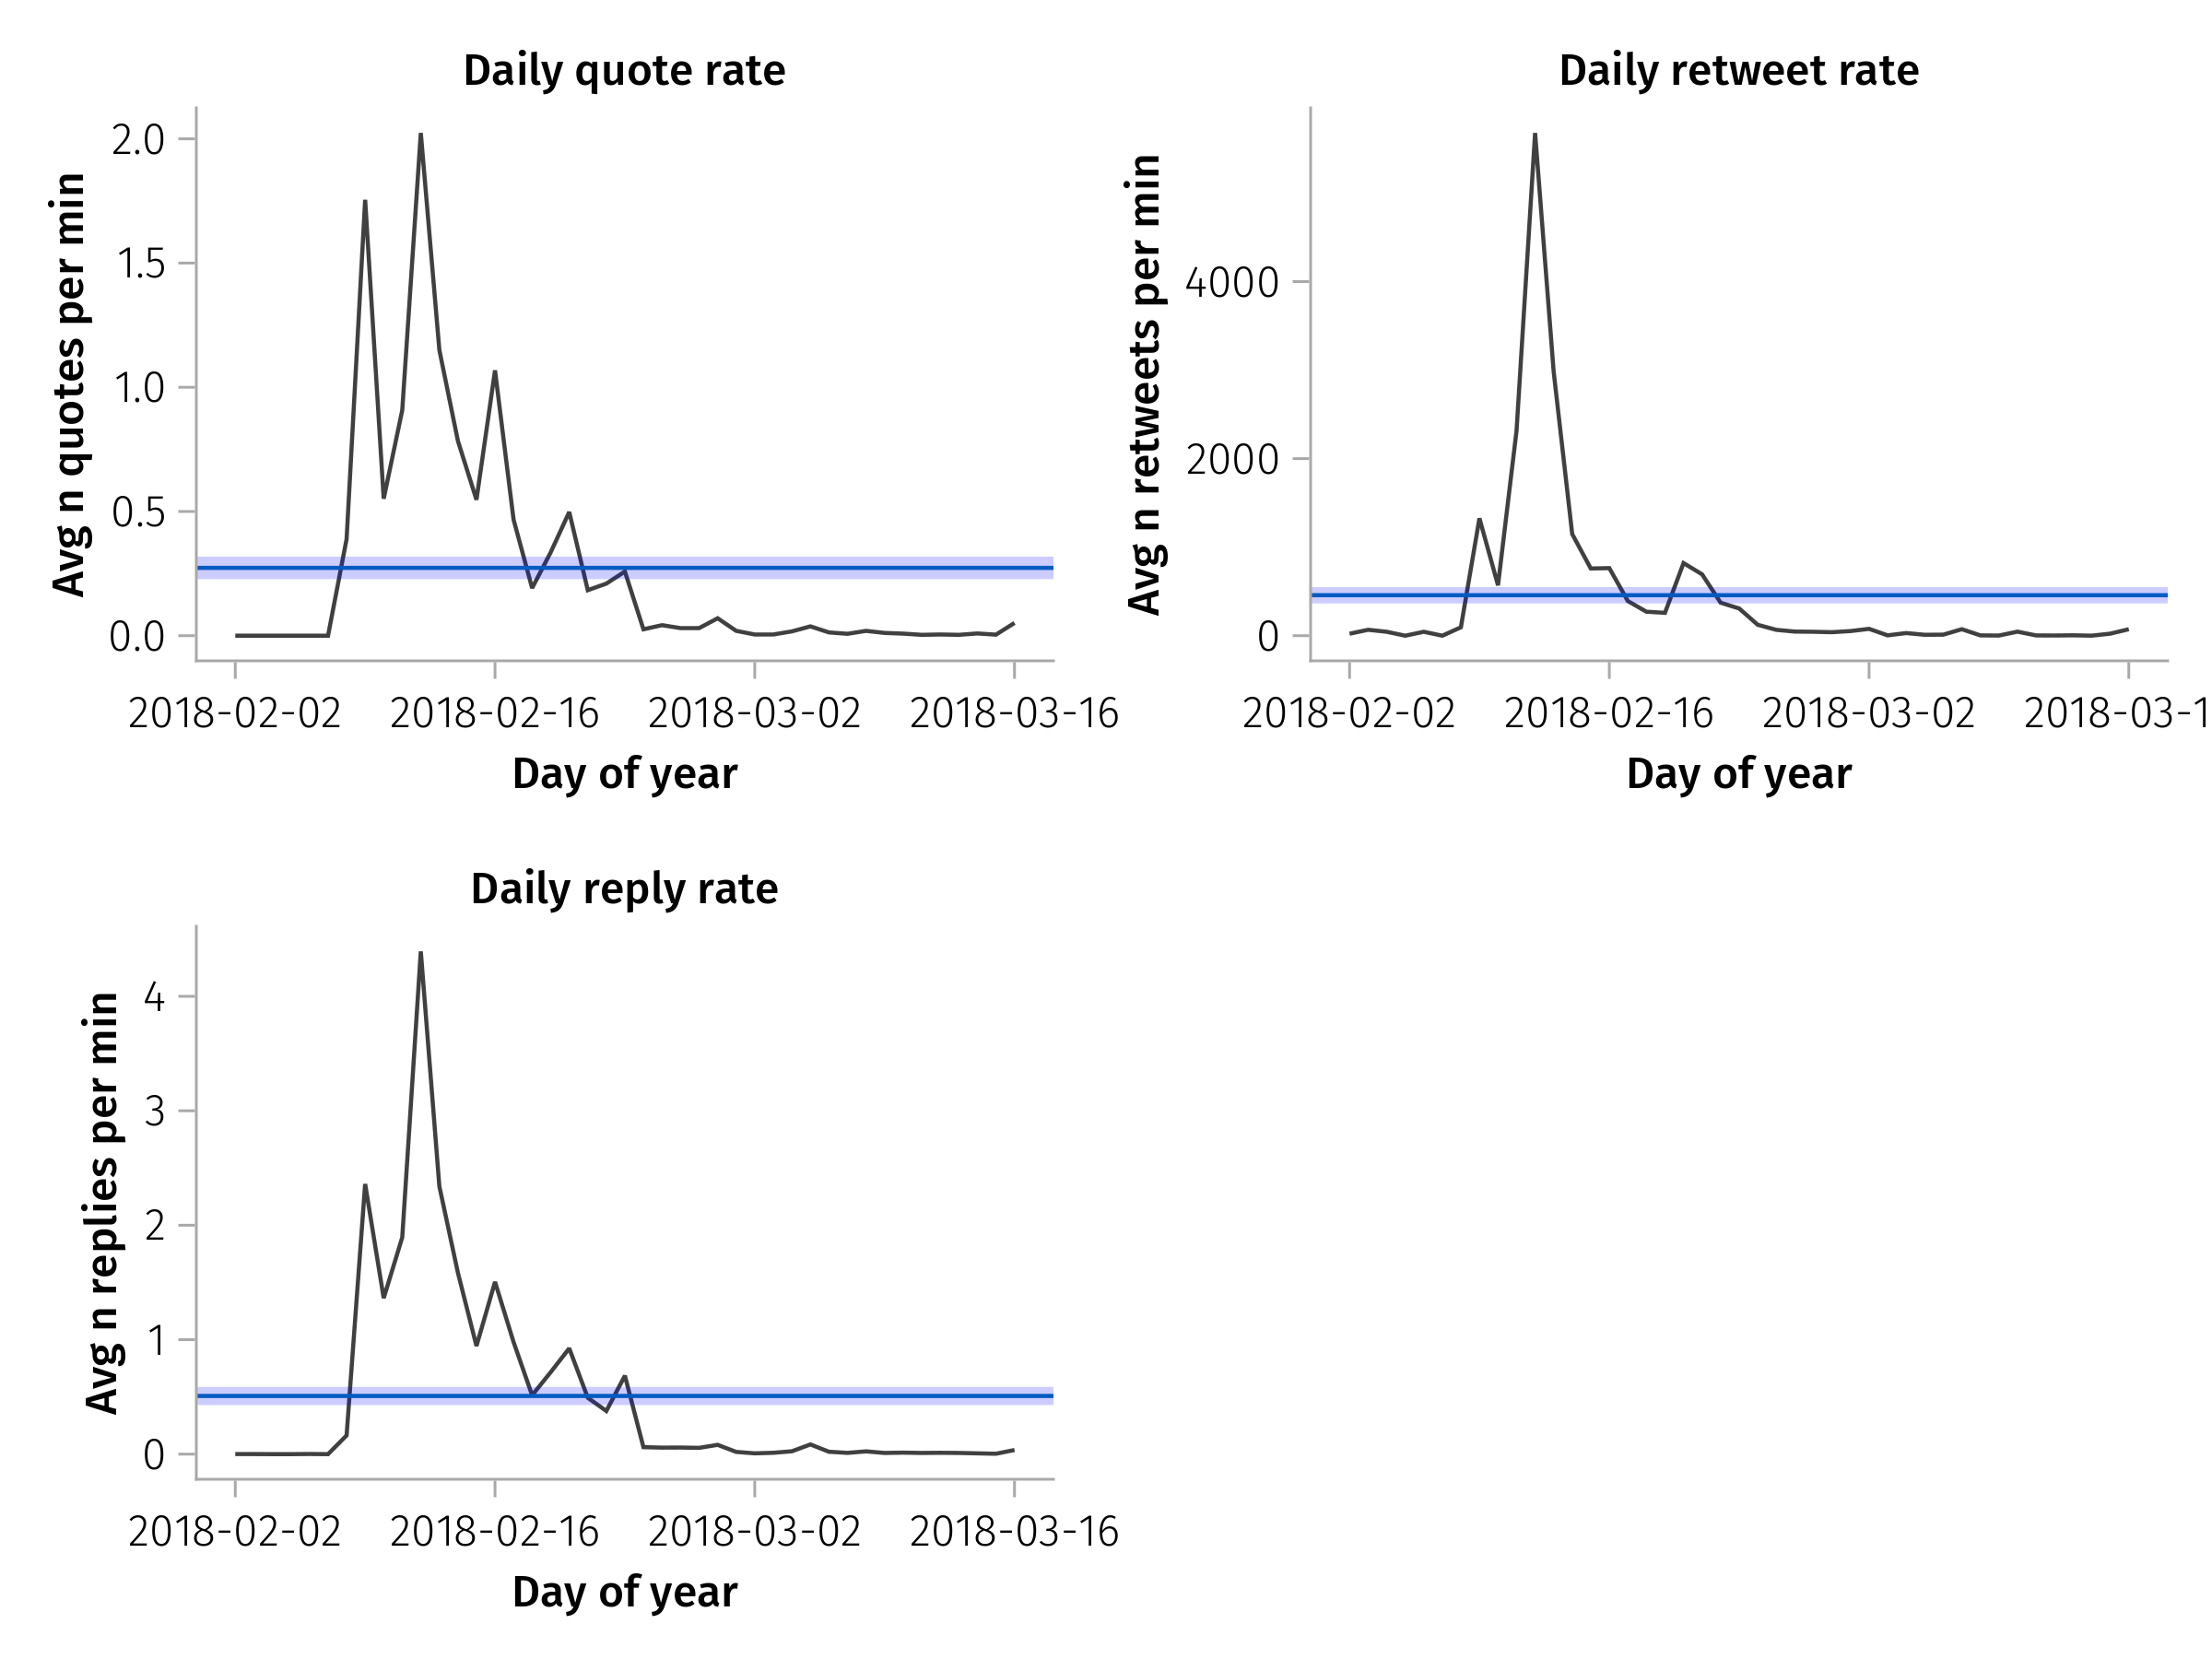 Daily quote rate
Avg n quotes per min
2.0
1.5
1.0
0.5
0.0
2018-02-02 2018-02-16 2018-03-02 2018-03-16
Day of year
Daily retweet rate
Avg n retweets per min
4000
2000
0
2018-02-02 2018-02-16 2018-03-02 2018-03-1
Day of year
Daily reply rate
Avg n replies per min
4
3
2
1
0
2018-02-02 2018-02-16 2018-03-02 2018-03-16
Day of year